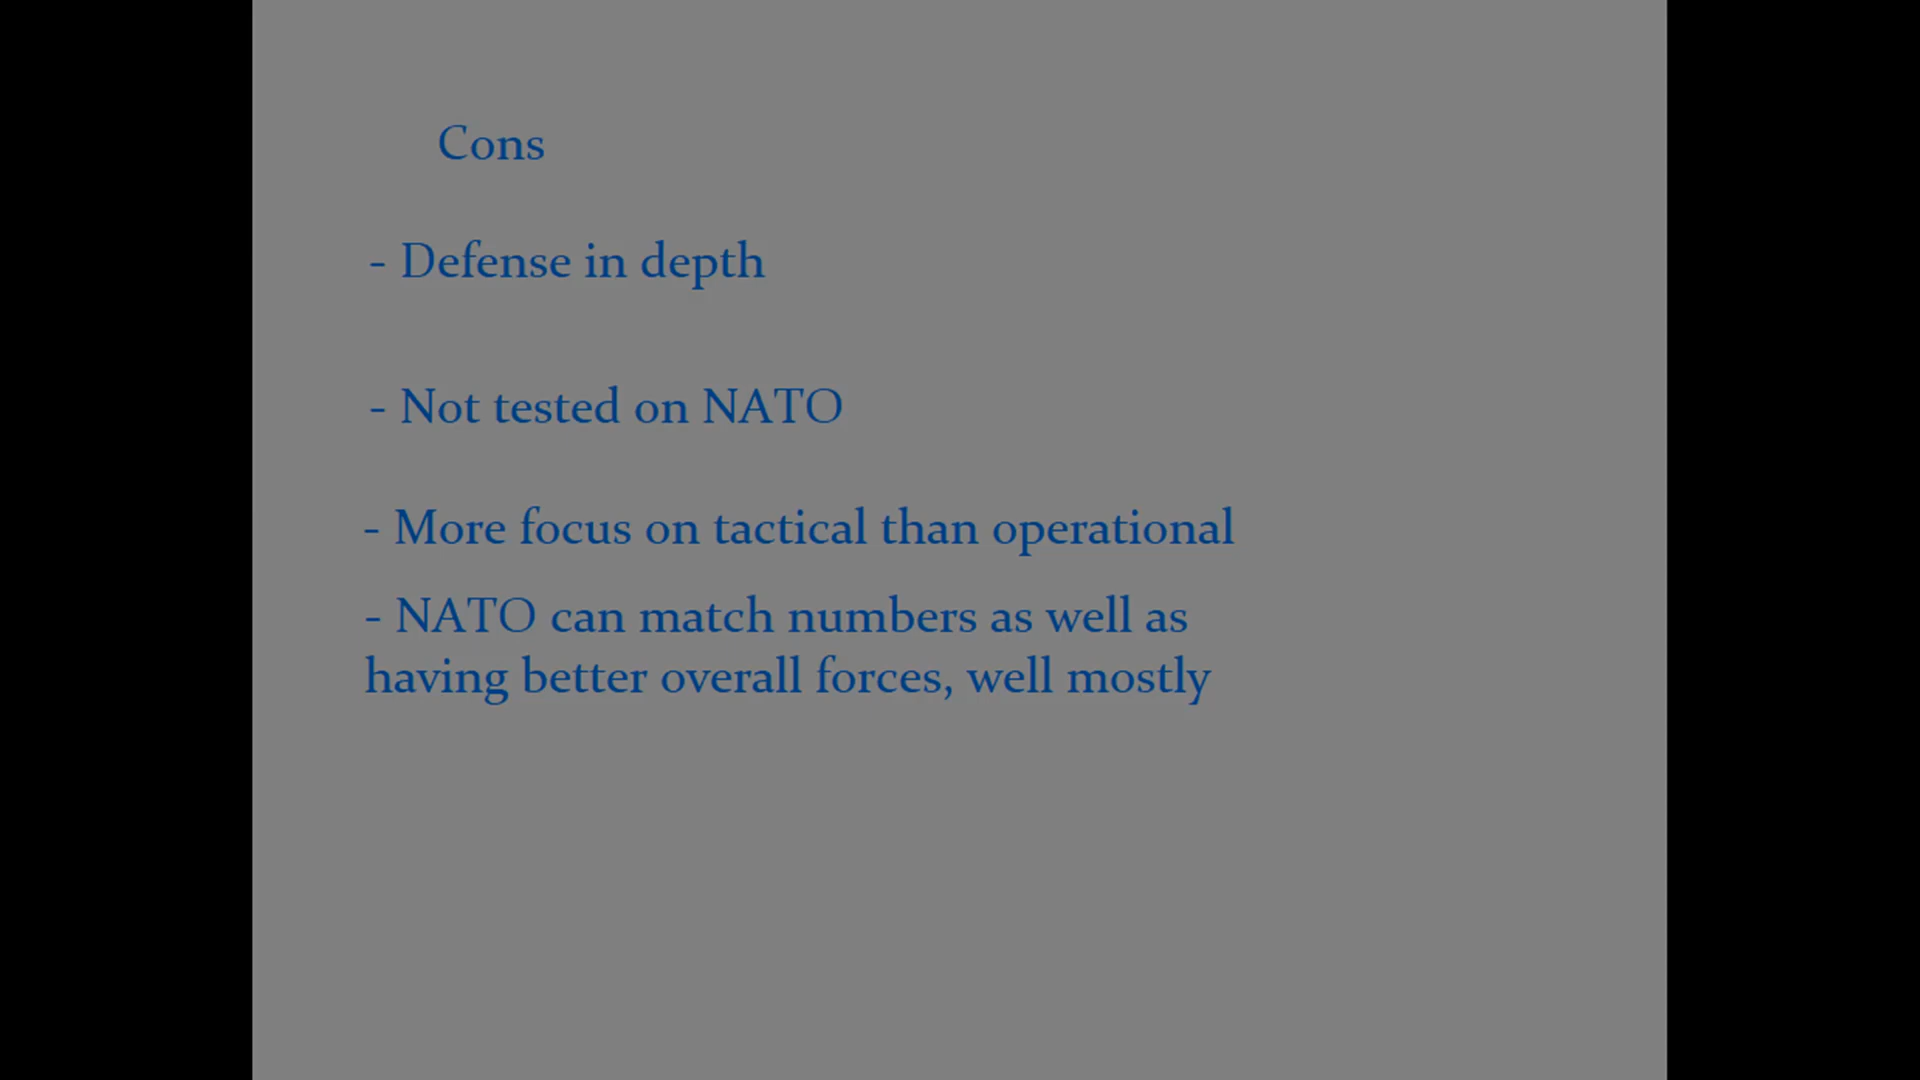 Cons
- Defense in depth
- Not tested on NATO
- More focus on tactical than operational
- NATO can match numbers as well as
having better overall forces, well mostly